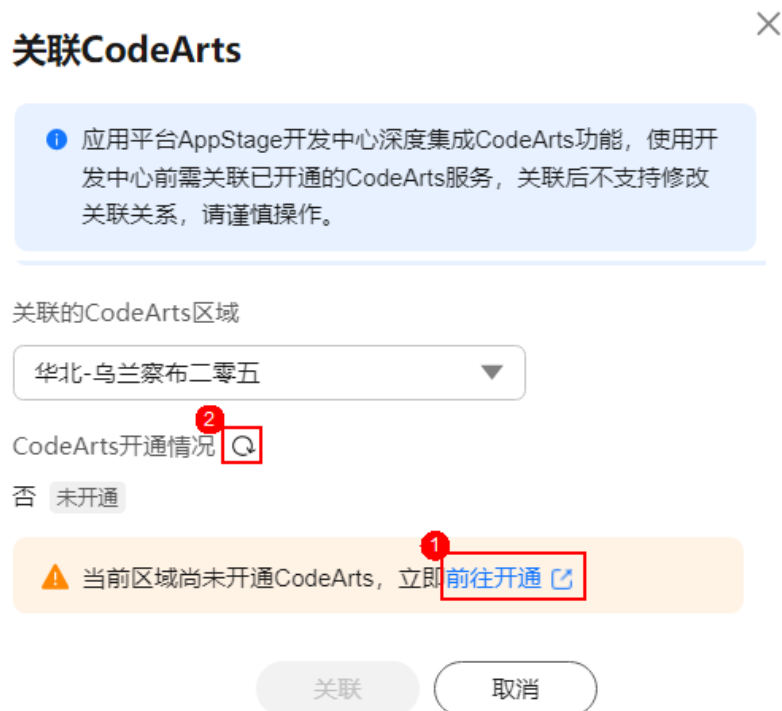 关联CodeArts
应用平台AppStage开发中心深度集成CodeArts功能，使用开
发中心前需关联已开通的CodeArts服务，关联后不支持修改
关联关系，请谨慎操作。
关联的CodeArts区域
华北-乌兰察布二零五
2
CodeArts开通情况
否 未开通
1
当前区域尚未开通CodeArts，立即前往开通
关联 取消